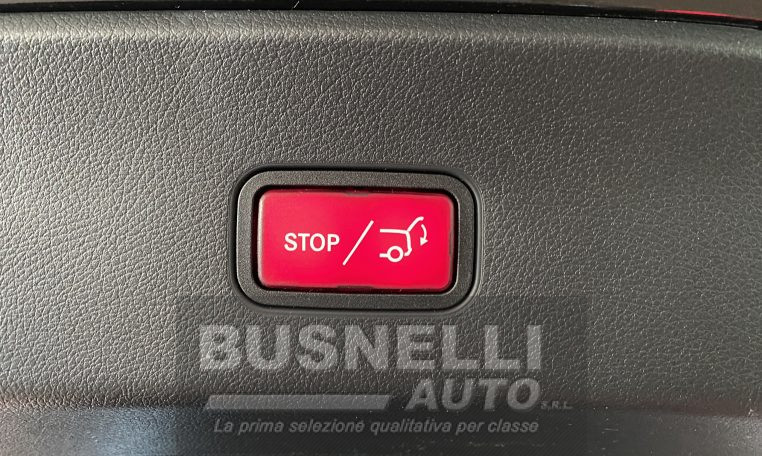 STOP /
BUSNELLI
AUTO S.R.L.
La prima selezione qualitativa per classe